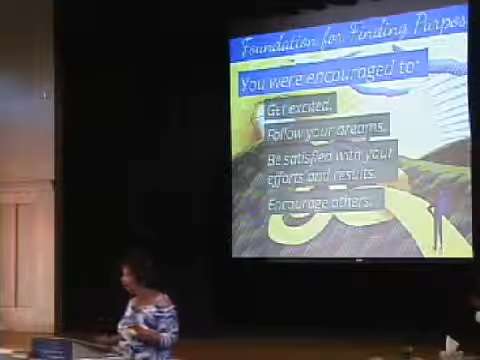 Foundation for Finding Purpos
You were encouraged to:
Get excited.
Follow your dreams.
Be satisfied with your
efforts and results.
Encourage others.